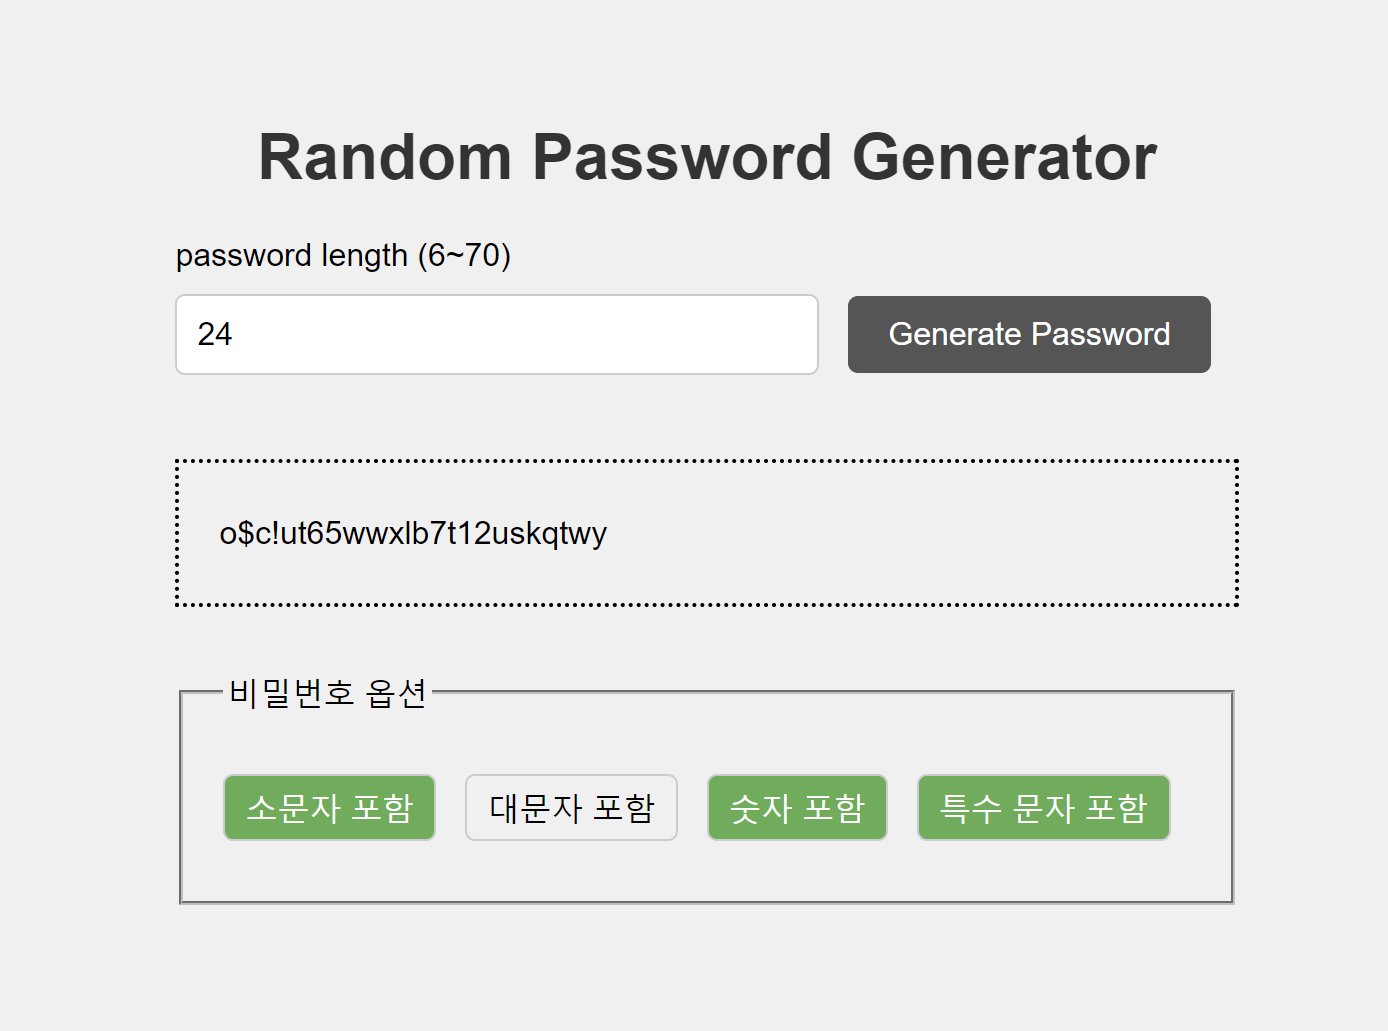 Random Password Generator
password length (6~70)
24
Generate Password
o$c!ut65wwxlb7t12uskqtwy
비밀번호 옵션
소문자 포함
대문자 포함
숫자 포함
특수 문자 포함